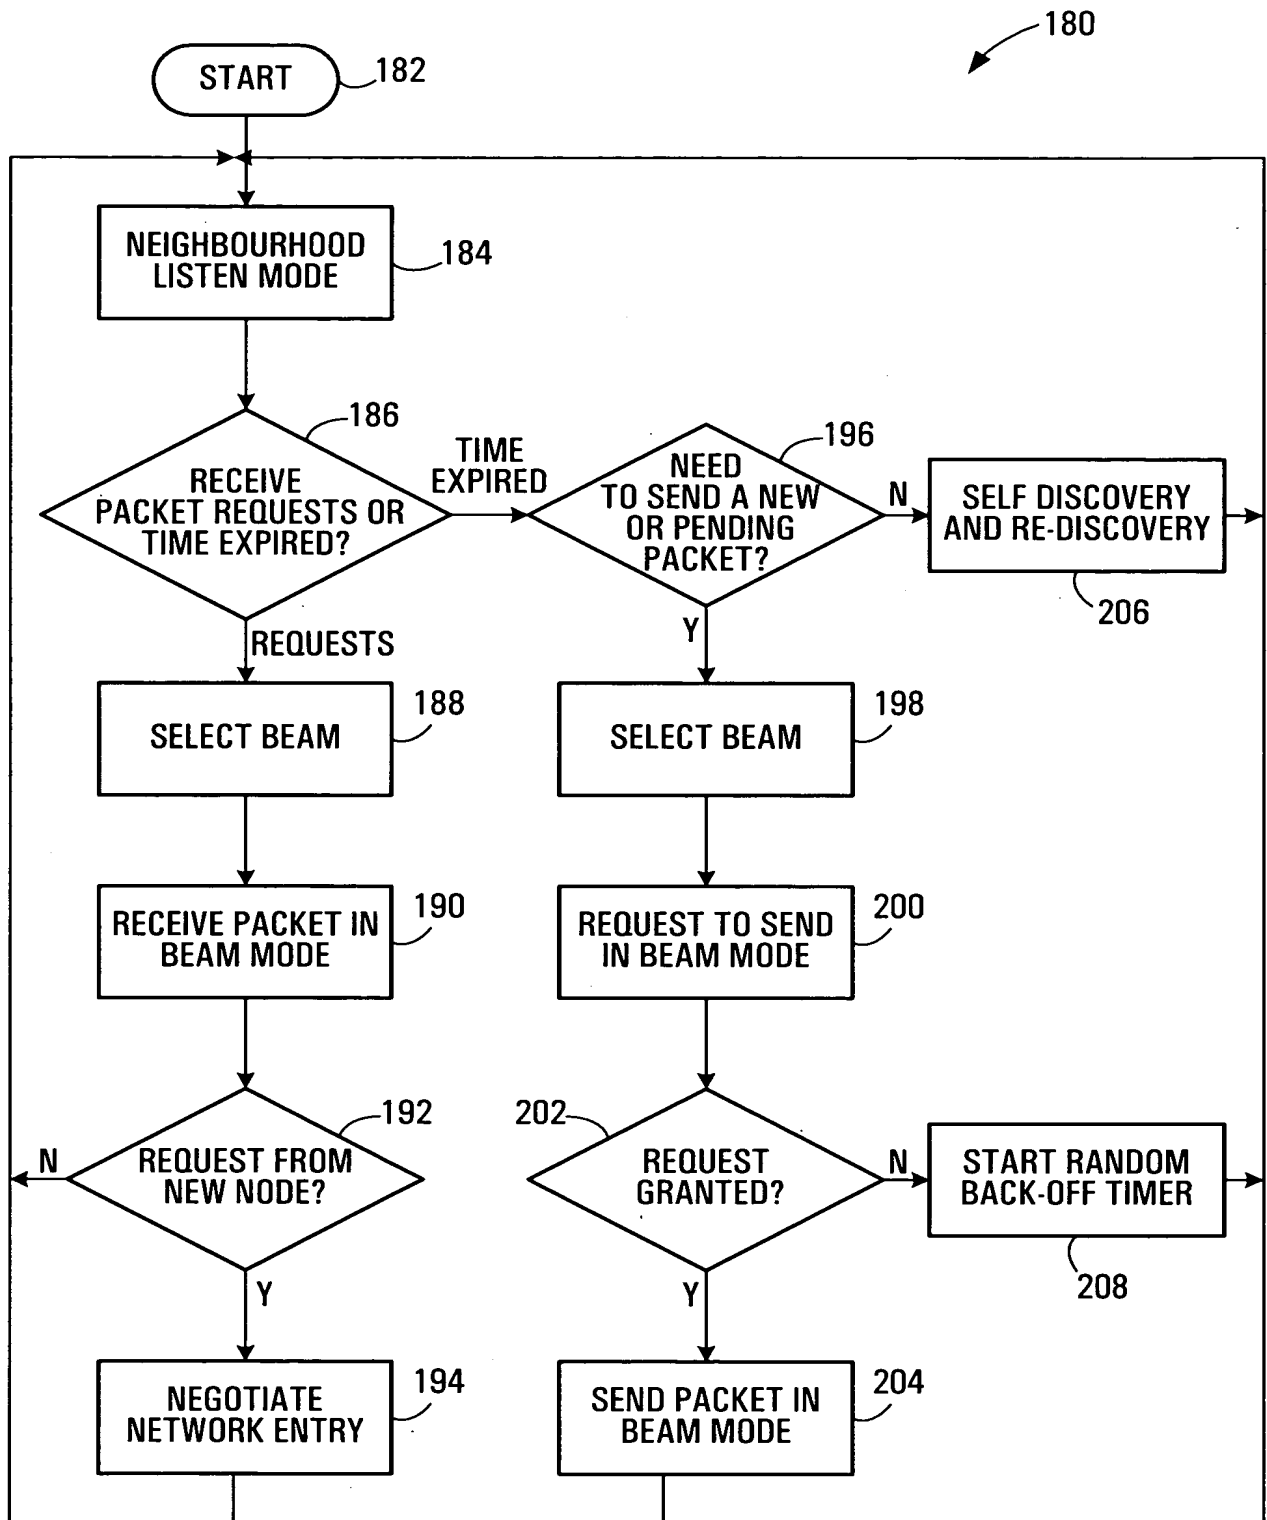 180
START
182
NEIGHBOURHOOD
LISTEN MODE
184
186
RECEIVE
PACKET REQUESTS OR
TIME EXPIRED?
TIME
EXPIRED
196
NEED
TO SEND A NEW
OR PENDING
PACKET?
N
SELF DISCOVERY
AND RE-DISCOVERY
206
REQUESTS
Y
188
SELECT BEAM
198
SELECT BEAM
190
RECEIVE PACKET IN
BEAM MODE
200
REQUEST TO SEND
IN BEAM MODE
192
N
REQUEST FROM
NEW NODE?
202
REQUEST
GRANTED?
N
START RANDOM
BACK-OFF TIMER
208
Y
Y
194
NEGOTIATE
NETWORK ENTRY
204
SEND PACKET IN
BEAM MODE